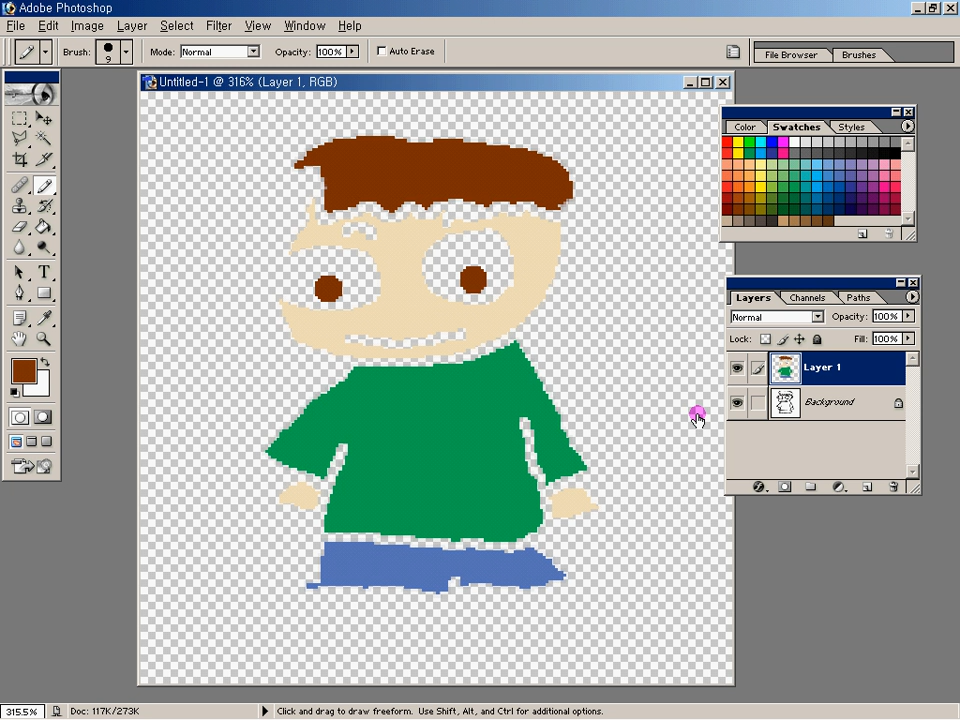 Adobe Photoshop
File Edit Image Layer Select Filter View Window Help
Brush: 9 Mode: Normal Opacity: 100% Auto Erase File Browser Brushes
Untitled-1 @ 316% (Layer 1, RGB)
Color Swatches Styles
Layers Channels Paths
Normal Opacity: 100%
Lock: Fill: 100%
Layer 1
Background
T
315.5% Doc: 117K/273K Click and drag to draw freeform. Use Shift, Alt, and Ctrl for additional options.